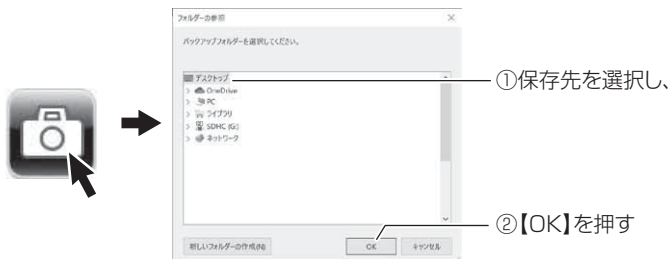 フォルダーの参照
バックアップフォルダーを選択してください。
デスクトップ
OneDrive
PC
ライブラリ
SDHC (G:)
ネットワーク
新しいフォルダーの作成(N)
OK
キャンセル
①保存先を選択し、
②【OK】を押す